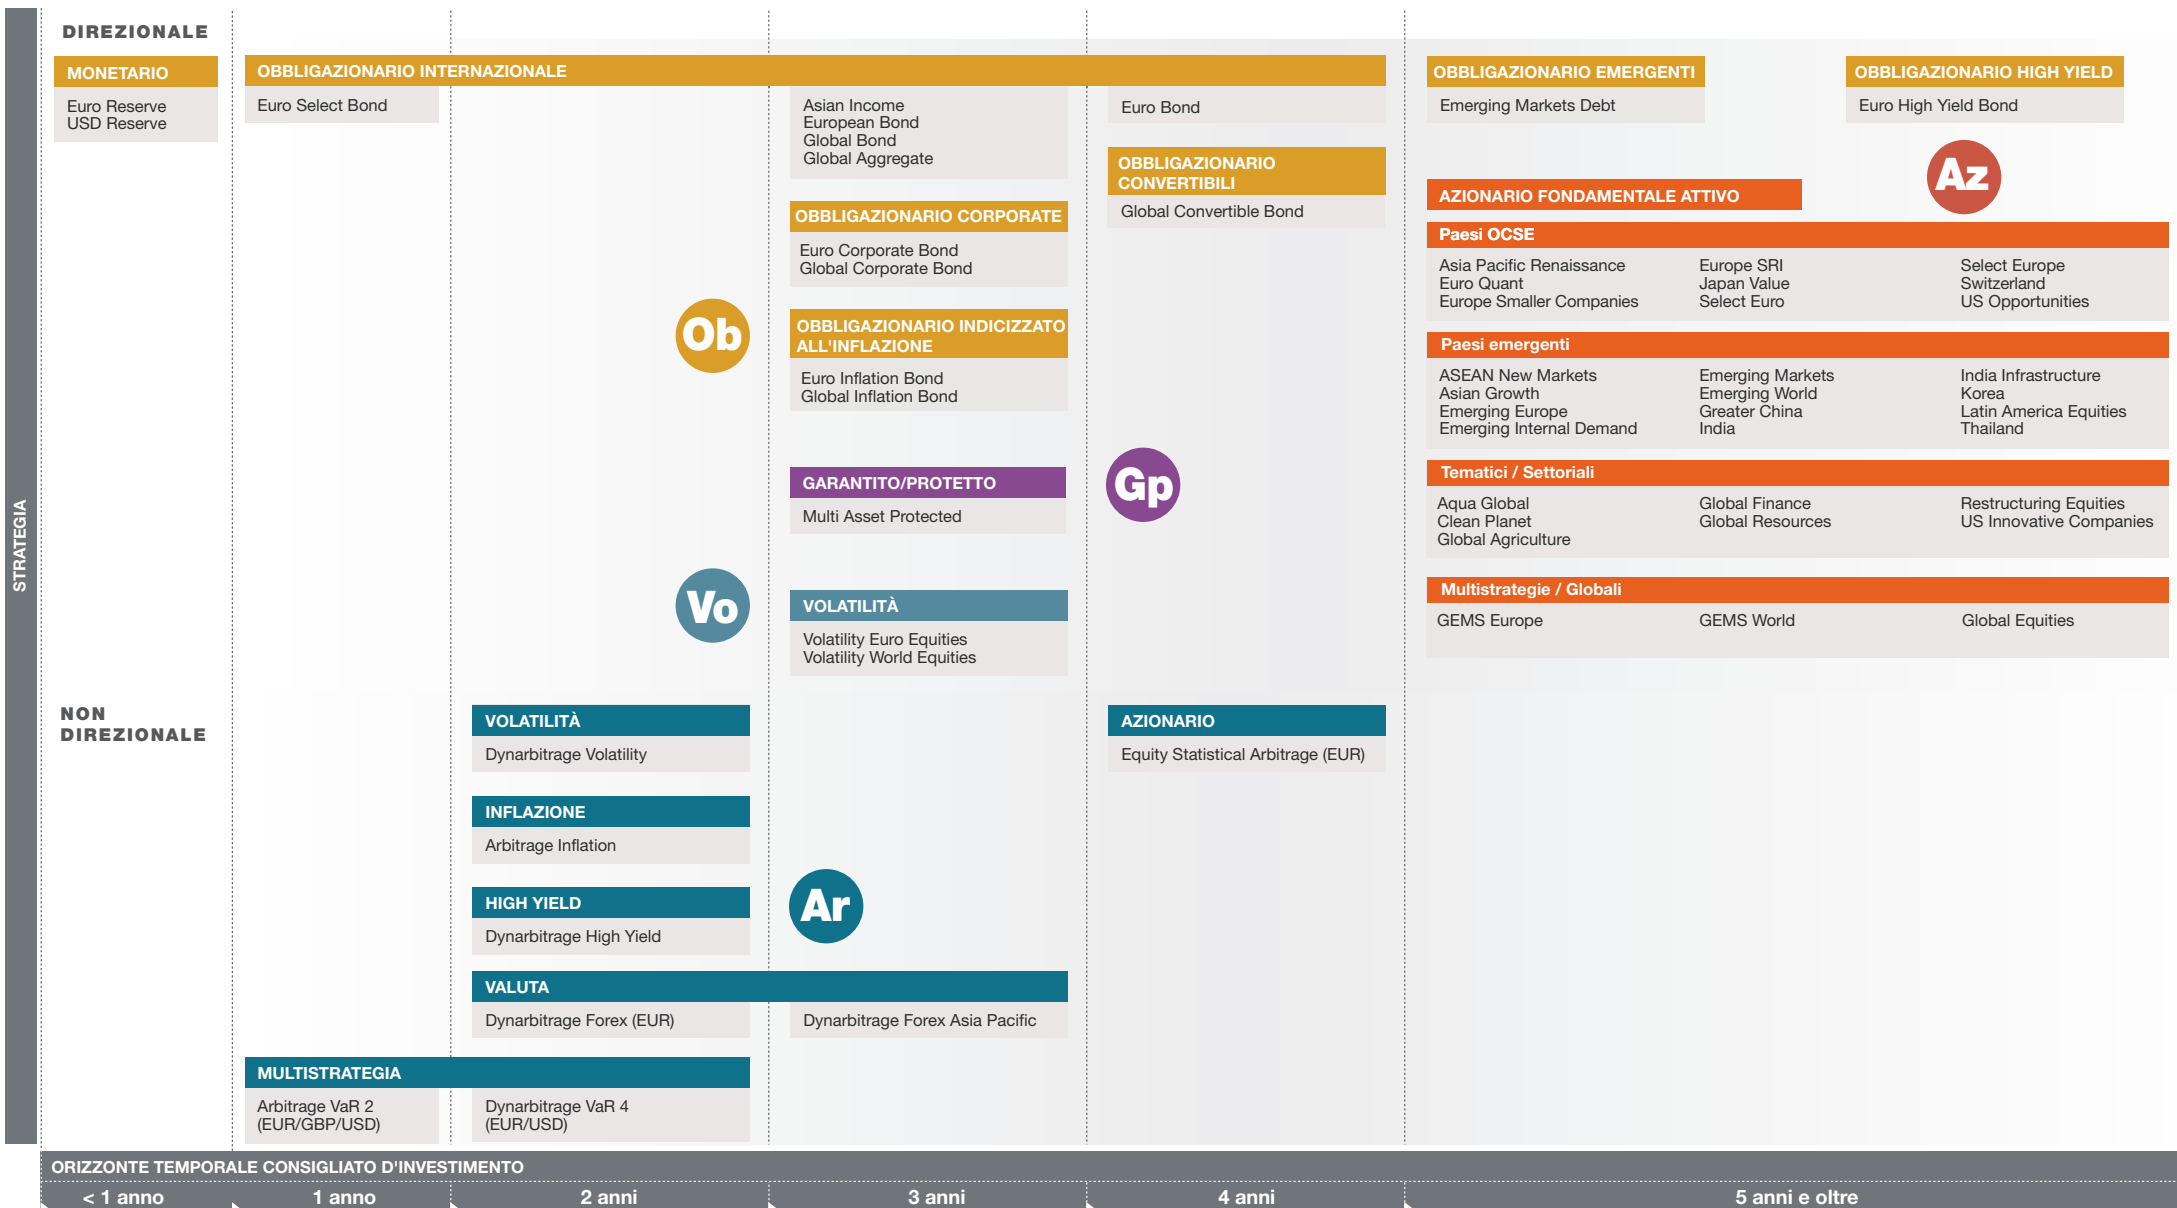 STRATEGIA
DIREZIONALE
MONETARIO
Euro Reserve
USD Reserve
OBBLIGAZIONARIO INTERNAZIONALE
Euro Select Bond
Asian Income
European Bond
Global Bond
Global Aggregate
Euro Bond
OBBLIGAZIONARIO CORPORATE
Euro Corporate Bond
Global Corporate Bond
OBBLIGAZIONARIO
CONVERTIBILI
Global Convertible Bond
Ob
OBBLIGAZIONARIO INDICIZZATO
ALL'INFLAZIONE
Euro Inflation Bond
Global Inflation Bond
GARANTITO/PROTETTO
Multi Asset Protected
Gp
Vo
VOLATILITÀ
Volatility Euro Equities
Volatility World Equities
OBBLIGAZIONARIO EMERGENTI
Emerging Markets Debt
OBBLIGAZIONARIO HIGH YIELD
Euro High Yield Bond
Az
AZIONARIO FONDAMENTALE ATTIVO
Paesi OCSE
Asia Pacific Renaissance
Euro Quant
Europe Smaller Companies
Europe SRI
Japan Value
Select Euro
Select Europe
Switzerland
US Opportunities
Paesi emergenti
ASEAN New Markets
Asian Growth
Emerging Europe
Emerging Internal Demand
Emerging Markets
Emerging World
Greater China
India
India Infrastructure
Korea
Latin America Equities
Thailand
Tematici / Settoriali
Aqua Global
Clean Planet
Global Agriculture
Global Finance
Global Resources
Restructuring Equities
US Innovative Companies
Multistrategie / Globali
GEMS Europe
GEMS World
Global Equities
NON
DIREZIONALE
VOLATILITÀ
Dynarbitrage Volatility
AZIONARIO
Equity Statistical Arbitrage (EUR)
INFLAZIONE
Arbitrage Inflation
HIGH YIELD
Dynarbitrage High Yield
Ar
VALUTA
Dynarbitrage Forex (EUR)
Dynarbitrage Forex Asia Pacific
MULTISTRATEGIA
Arbitrage VaR 2
(EUR/GBP/USD)
Dynarbitrage VaR 4
(EUR/USD)
ORIZZONTE TEMPORALE CONSIGLIATO D'INVESTIMENTO
< 1 anno
1 anno
2 anni
3 anni
4 anni
5 anni e oltre